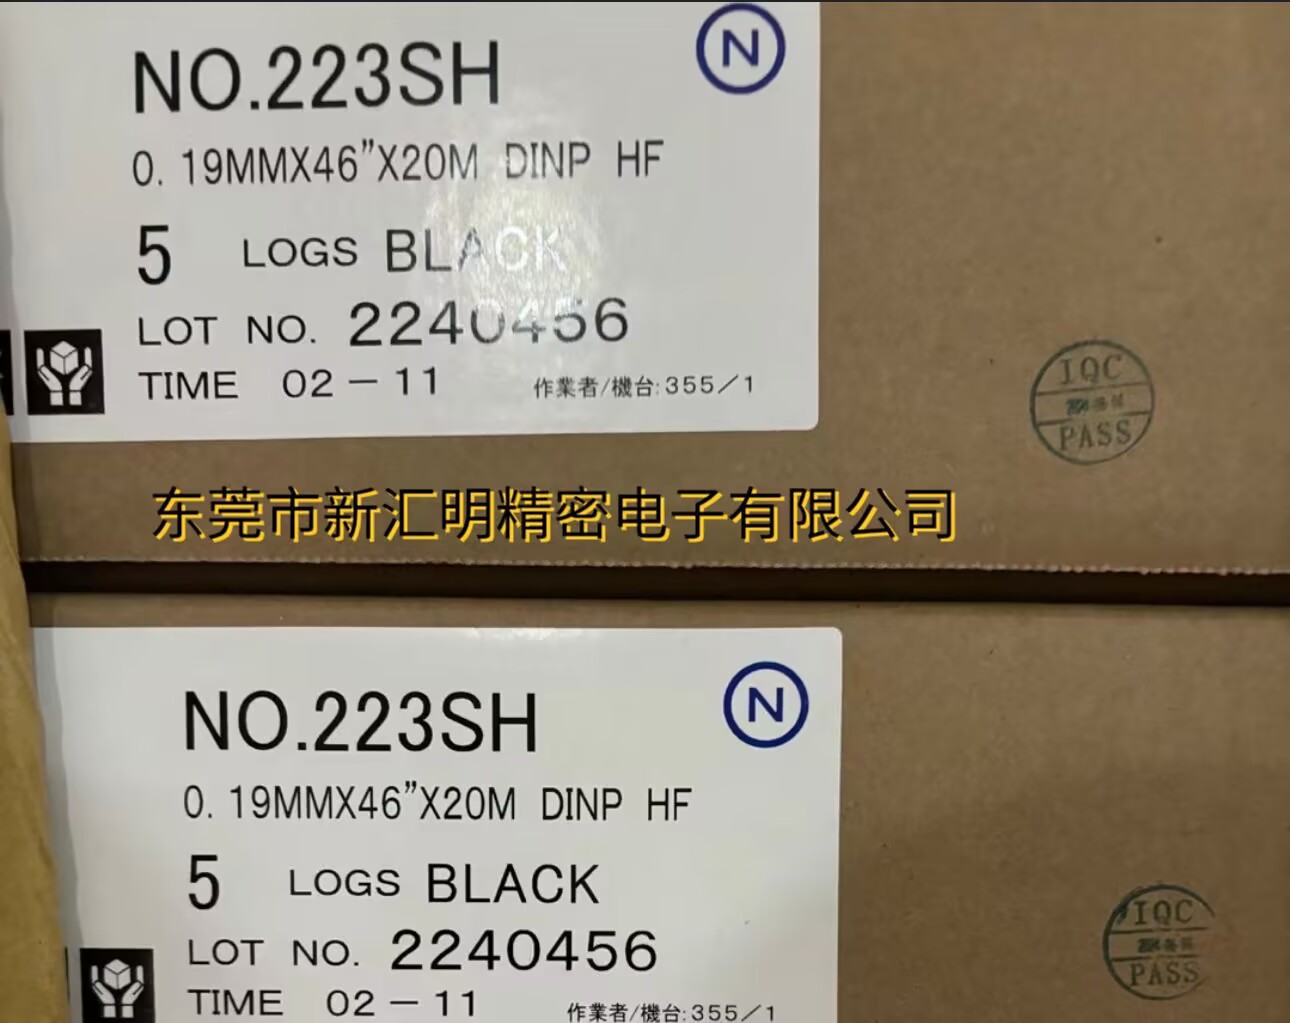 NO.223SH
N
0.19MMX46"X20M DINP HF
5 LOGS BLACK
LOT NO. 2240456
TIME 02-11 作業者/機台:355/1
IQC
PASS
东莞市新汇明精密电子有限公司
NO.223SH
N
0.19MMX46"X20M DINP HF
5 LOGS BLACK
LOT NO. 2240456
TIME 02-11 作業者/機台:355/1
IQC
PASS